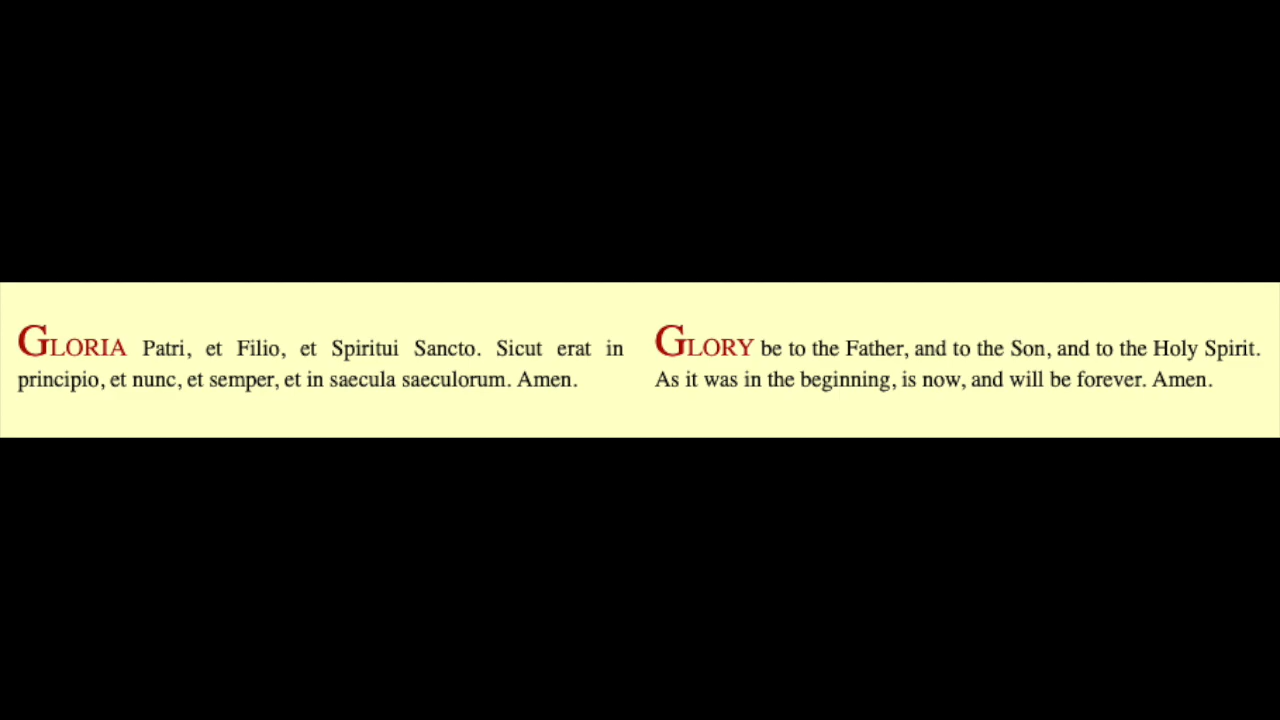 GLORIA Patri, et Filio, et Spiritui Sancto. Sicut erat in
principio, et nunc, et semper, et in saecula saeculorum. Amen.
GLORY be to the Father, and to the Son, and to the Holy Spirit.
As it was in the beginning, is now, and will be forever. Amen.